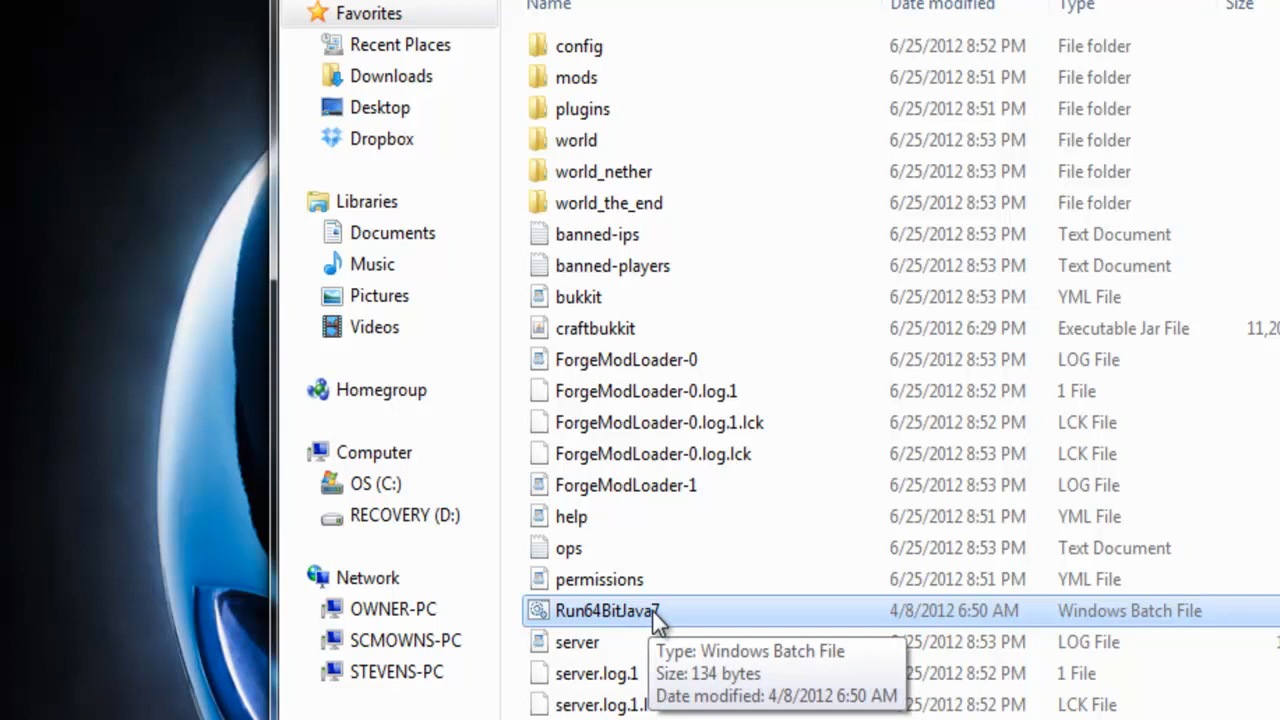 Name Date modified Type Size
Favorites
Recent Places
Downloads
Desktop
Dropbox
Libraries
Documents
Music
Pictures
Videos
Homegroup
Computer
OS (C:)
RECOVERY (D:)
Network
OWNER-PC
SCMOWNS-PC
STEVENS-PC
config 6/25/2012 8:52 PM File folder
mods 6/25/2012 8:51 PM File folder
plugins 6/25/2012 8:51 PM File folder
world 6/25/2012 8:53 PM File folder
world_nether 6/25/2012 8:53 PM File folder
world_the_end 6/25/2012 8:53 PM File folder
banned-ips 6/25/2012 8:53 PM Text Document
banned-players 6/25/2012 8:53 PM Text Document
bukkit 6/25/2012 8:53 PM YML File
craftbukkit 6/25/2012 6:29 PM Executable Jar File 11,20
ForgeModLoader-0 6/25/2012 8:53 PM LOG File
ForgeModLoader-0.log.1 6/25/2012 8:52 PM 1 File
ForgeModLoader-0.log.1.lck 6/25/2012 8:52 PM LCK File
ForgeModLoader-0.log.lck 6/25/2012 8:52 PM LCK File
ForgeModLoader-1 6/25/2012 8:53 PM LOG File
help 6/25/2012 8:51 PM YML File
ops 6/25/2012 8:53 PM Text Document
permissions 6/25/2012 8:52 PM YML File
Run64BitJava7 4/8/2012 6:50 AM Windows Batch File
server 6/25/2012 8:53 PM LOG File 1
server.log.1 6/25/2012 8:53 PM 1 File
server.log.1.l 6/25/2012 8:52 PM LCK File
Type: Windows Batch File
Size: 134 bytes
Date modified: 4/8/2012 6:50 AM